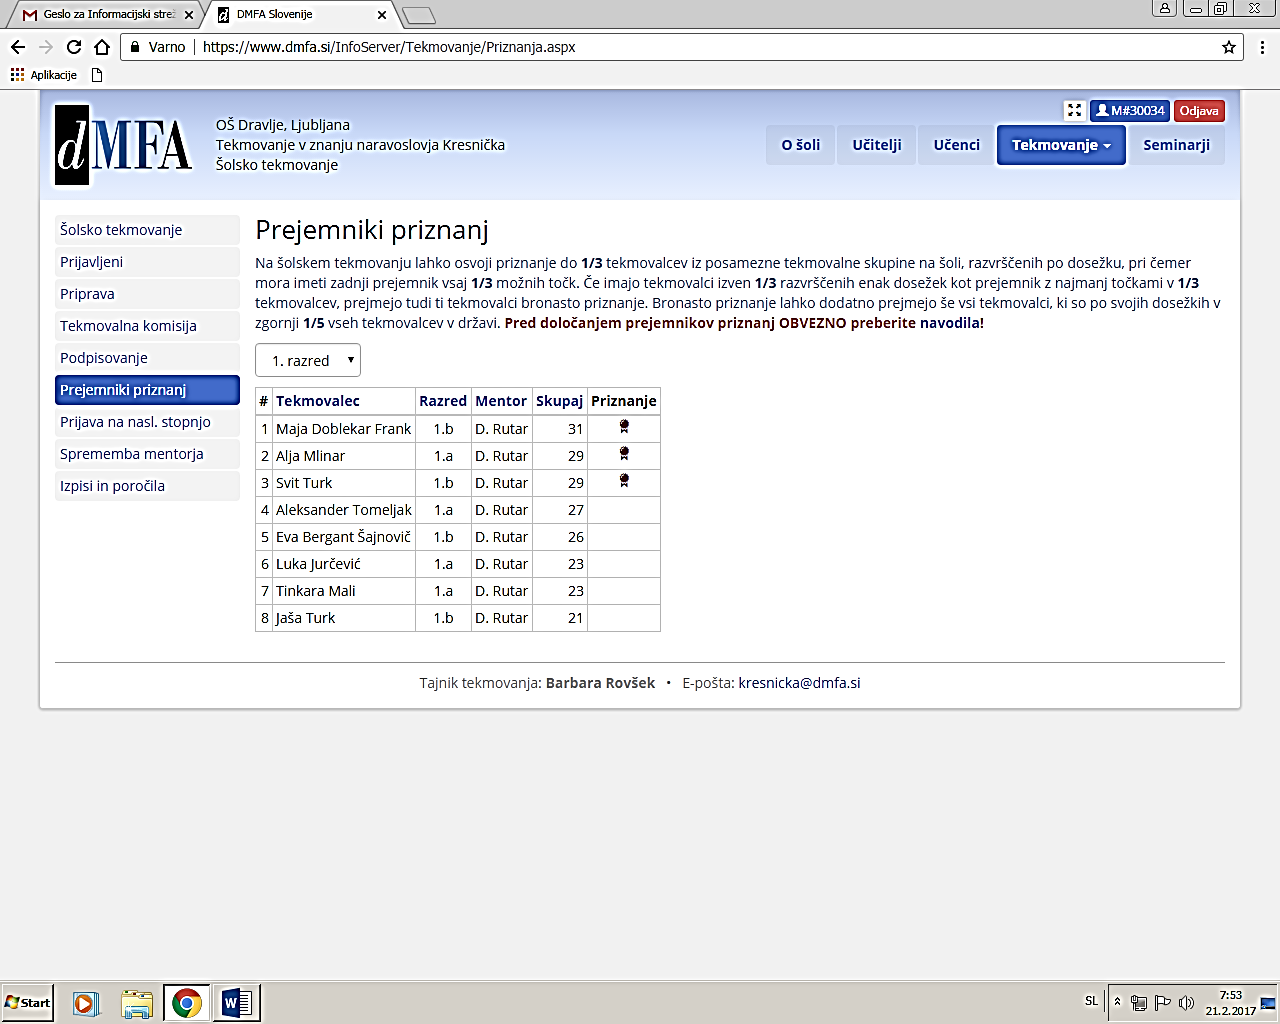 Geslo za Informacijski strež
DMFA Slovenije
Varno https://www.dmfa.si/InfoServer/Tekmovanje/Priznanja.aspx
Aplikacije
dMFA
OŠ Dravlje, Ljubljana
Tekmovanje v znanju naravoslovja Kresnička
Šolsko tekmovanje
M#30034 Odjava
O šoli Učitelji Učenci Tekmovanje Seminarji
Šolsko tekmovanje
Prijavljeni
Priprava
Tekmovalna komisija
Podpisovanje
Prejemniki priznanj
Prijava na nasl. stopnjo
Sprememba mentorja
Izpisi in poročila
Prejemniki priznanj
Na šolskem tekmovanju lahko osvoji priznanje do 1/3 tekmovalcev iz posamezne tekmovalne skupine na šoli, razvrščenih po dosežku, pri čemer
mora imeti zadnji prejemnik vsaj 1/3 možnih točk. Če imajo tekmovalci izven 1/3 razvrščenih enak dosežek kot prejemnik z najmanj točkami v 1/3
tekmovalcev, prejmejo tudi ti tekmovalci bronasto priznanje. Bronasto priznanje lahko dodatno prejmejo še vsi tekmovalci, ki so po svojih dosežkih v
zgornji 1/5 vseh tekmovalcev v državi. Pred določanjem prejemnikov priznanj OBVEZNO preberite navodila!
1. razred
# Tekmovalec Razred Mentor Skupaj Priznanje
1 Maja Doblekar Frank 1.b D. Rutar 31
2 Alja Mlinar 1.a D. Rutar 29
3 Svit Turk 1.b D. Rutar 29
4 Aleksander Tomeljak 1.a D. Rutar 27
5 Eva Bergant Šajnovič 1.b D. Rutar 26
6 Luka Jurčević 1.a D. Rutar 23
7 Tinkara Mali 1.a D. Rutar 23
8 Jaša Turk 1.b D. Rutar 21
Tajnik tekmovanja: Barbara Rovšek • E-pošta: kresnicka@dmfa.si
Start
SL
7:53
21.2.2017